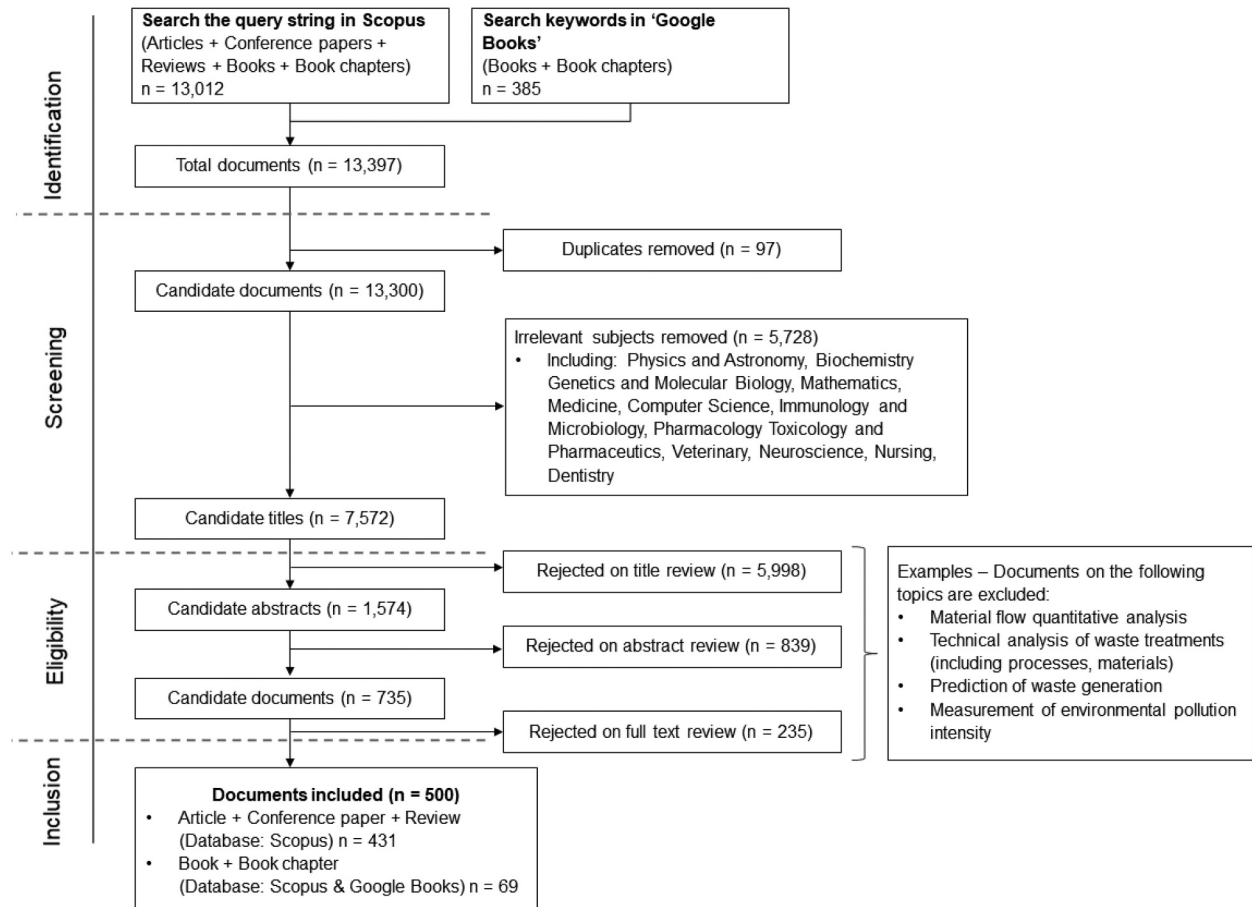 Identification
Search the query string in Scopus
(Articles + Conference papers +
Reviews + Books + Book chapters)
n = 13,012
Search keywords in ‘Google
Books’
(Books + Book chapters)
n = 385
Total documents (n = 13,397)
Screening
Duplicates removed (n = 97)
Candidate documents (n = 13,300)
Irrelevant subjects removed (n = 5,728)
• Including: Physics and Astronomy, Biochemistry
Genetics and Molecular Biology, Mathematics,
Medicine, Computer Science, Immunology and
Microbiology, Pharmacology Toxicology and
Pharmaceutics, Veterinary, Neuroscience, Nursing,
Dentistry
Candidate titles (n = 7,572)
Eligibility
Rejected on title review (n = 5,998)
Candidate abstracts (n = 1,574)
Rejected on abstract review (n = 839)
Candidate documents (n = 735)
Rejected on full text review (n = 235)
Examples – Documents on the following
topics are excluded:
• Material flow quantitative analysis
• Technical analysis of waste treatments
(including processes, materials)
• Prediction of waste generation
• Measurement of environmental pollution
intensity
Inclusion
Documents included (n = 500)
• Article + Conference paper + Review
(Database: Scopus) n = 431
• Book + Book chapter
(Database: Scopus & Google Books) n = 69